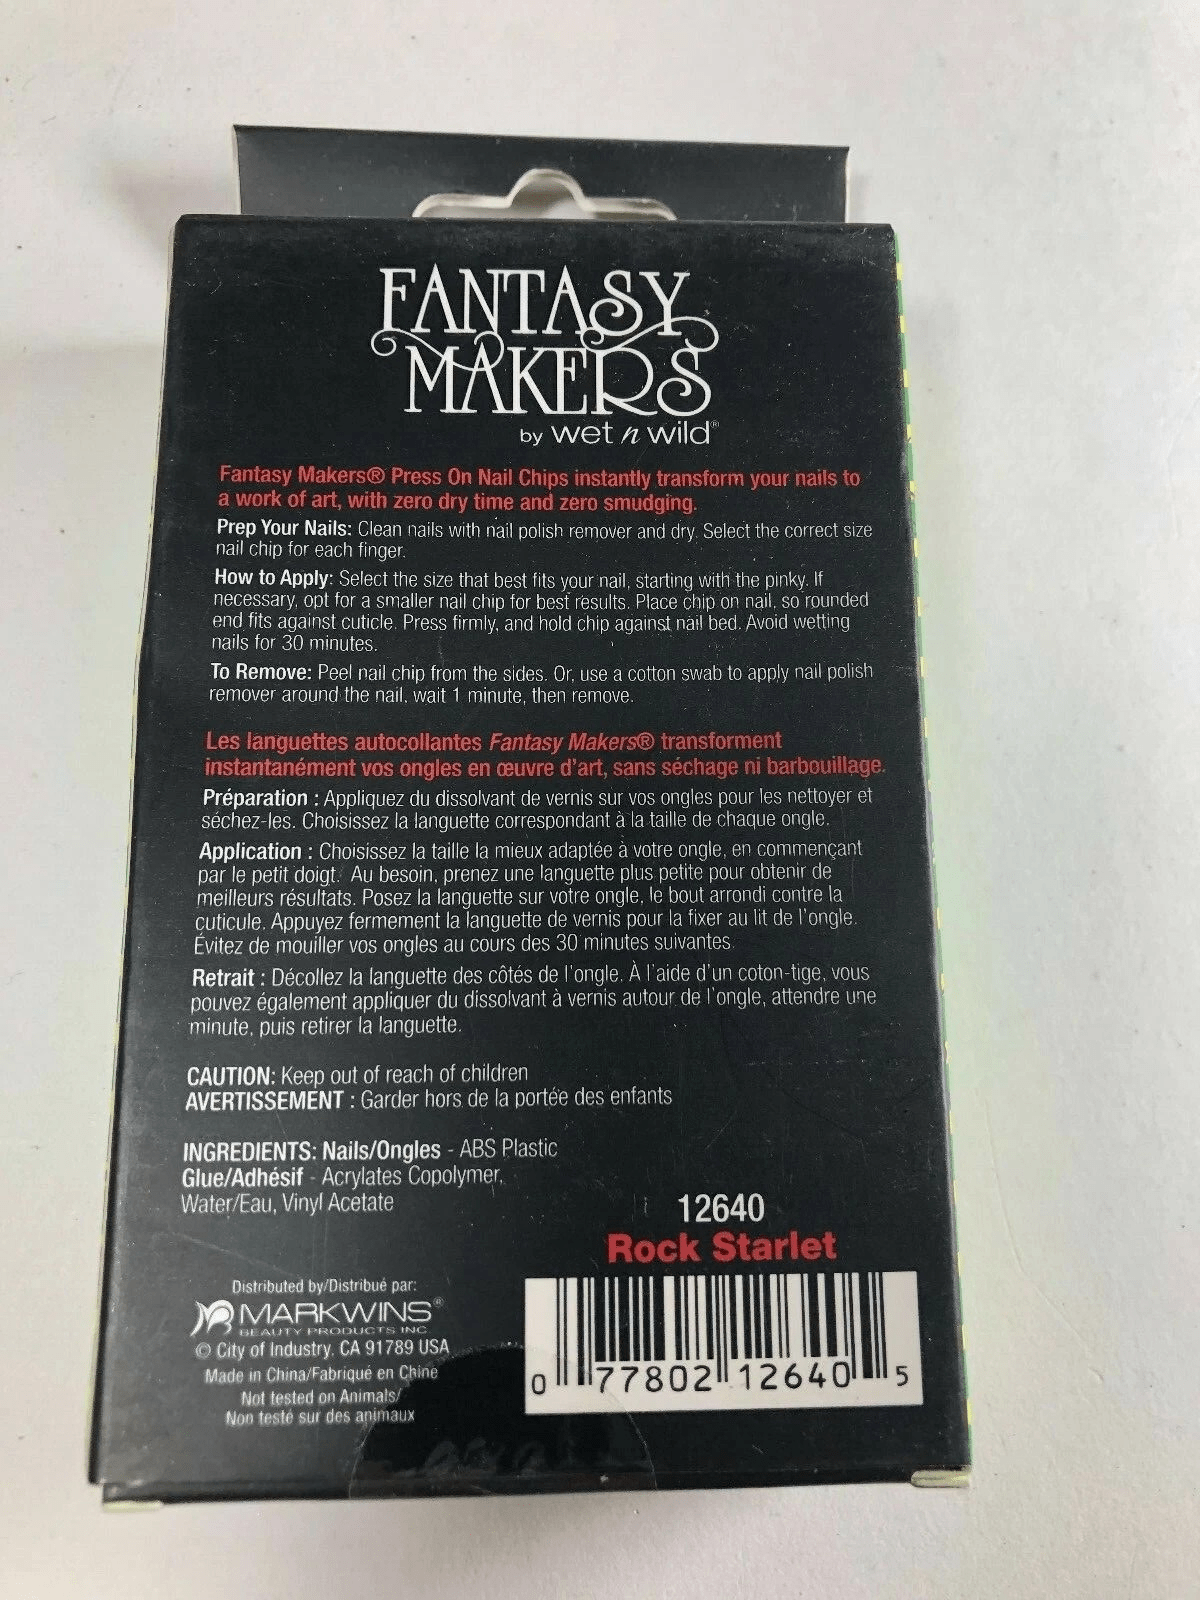 FANTASY
MAKERS
by wet n wild®
Fantasy Makers® Press On Nail Chips instantly transform your nails to
a work of art, with zero dry time and zero smudging.
Prep Your Nails: Clean nails with nail polish remover and dry. Select the correct size
nail chip for each finger.
How to Apply: Select the size that best fits your nail, starting with the pinky. If
necessary, opt for a smaller nail chip for best results. Place chip on nail, so rounded
end fits against cuticle. Press firmly, and hold chip against nail bed. Avoid wetting
nails for 30 minutes.
To Remove: Peel nail chip from the sides. Or, use a cotton swab to apply nail polish
remover around the nail, wait 1 minute, then remove.
Les languettes autocollantes Fantasy Makers® transforment
instantanément vos ongles en œuvre d'art, sans séchage ni barbouillage.
Préparation : Appliquez du dissolvant de vernis sur vos ongles pour les nettoyer et
séchez-les. Choisissez la languette correspondant à la taille de chaque ongle.
Application : Choisissez la taille la mieux adaptée à votre ongle, en commençant
par le petit doigt. Au besoin, prenez une languette plus petite pour obtenir de
meilleurs résultats. Posez la languette sur votre ongle, le bout arrondi contre la
cuticule. Appuyez fermement la languette de vernis pour la fixer au lit de l'ongle.
Évitez de mouiller vos ongles au cours des 30 minutes suivantes.
Retrait : Décollez la languette des côtés de l'ongle. À l'aide d'un coton-tige, vous
pouvez également appliquer du dissolvant à vernis autour de l'ongle, attendre une
minute, puis retirer la languette.
CAUTION: Keep out of reach of children
AVERTISSEMENT : Garder hors de la portée des enfants
INGREDIENTS: Nails/Ongles - ABS Plastic
Glue/Adhésif - Acrylates Copolymer,
Water/Eau, Vinyl Acetate
12640
Rock Starlet
Distributed by/Distribué par:
MARKWINS®
BEAUTY PRODUCTS INC
© City of Industry, CA 91789 USA
Made in China/Fabriqué en Chine
Not tested on Animals/
Non testé sur des animaux
0 77802 12640 5